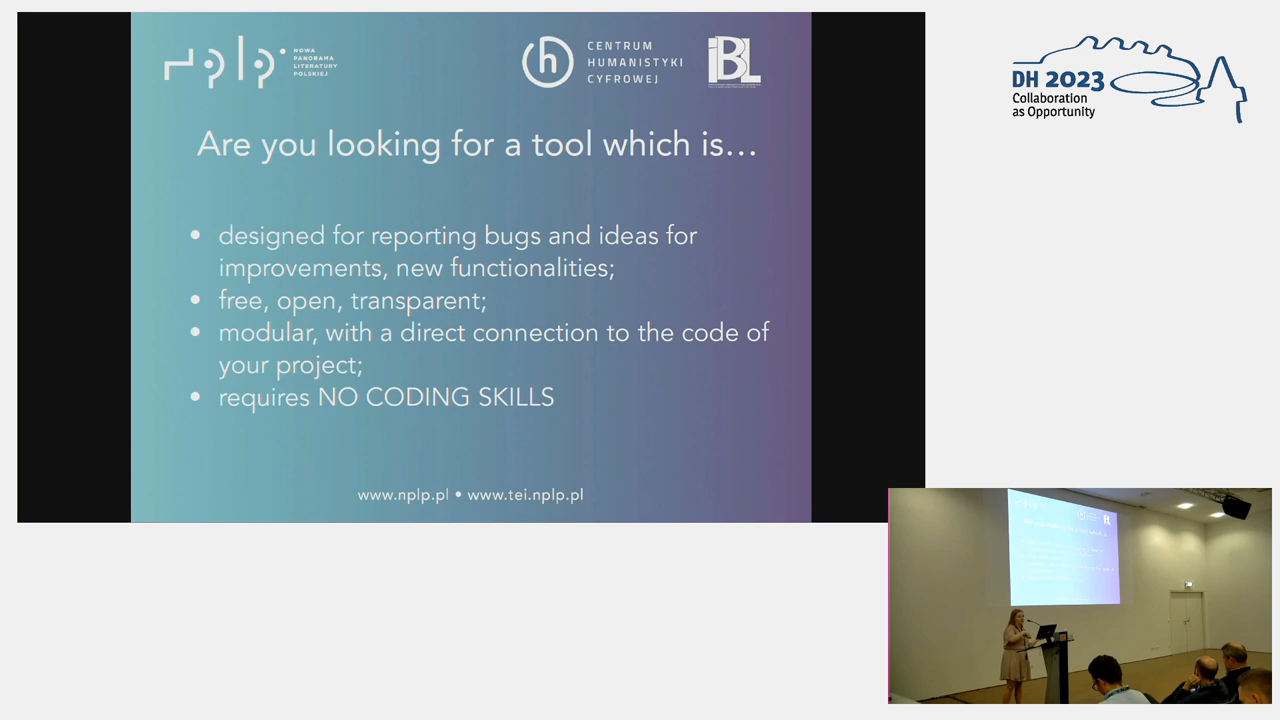 nplp
NOWA
PANORAMA
LITERATURY
POLSKIEJ
CENTRUM
HUMANISTYKI
CYFROWEJ
IBL
DH 2023
Collaboration
as Opportunity
Are you looking for a tool which is…
• designed for reporting bugs and ideas for
improvements, new functionalities;
• free, open, transparent;
• modular, with a direct connection to the code of
your project;
• requires NO CODING SKILLS
www.nplp.pl • www.tei.nplp.pl